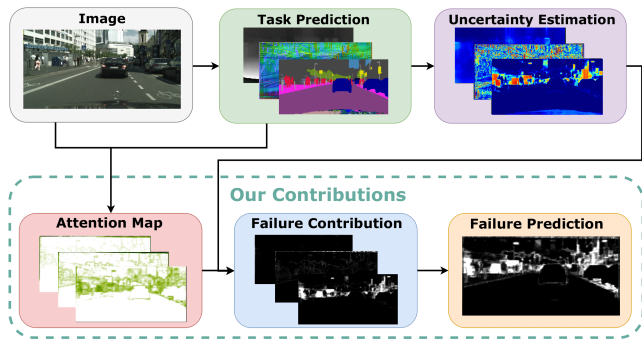 Image
Task Prediction
Uncertainty Estimation
Our Contributions
Attention Map
Failure Contribution
Failure Prediction